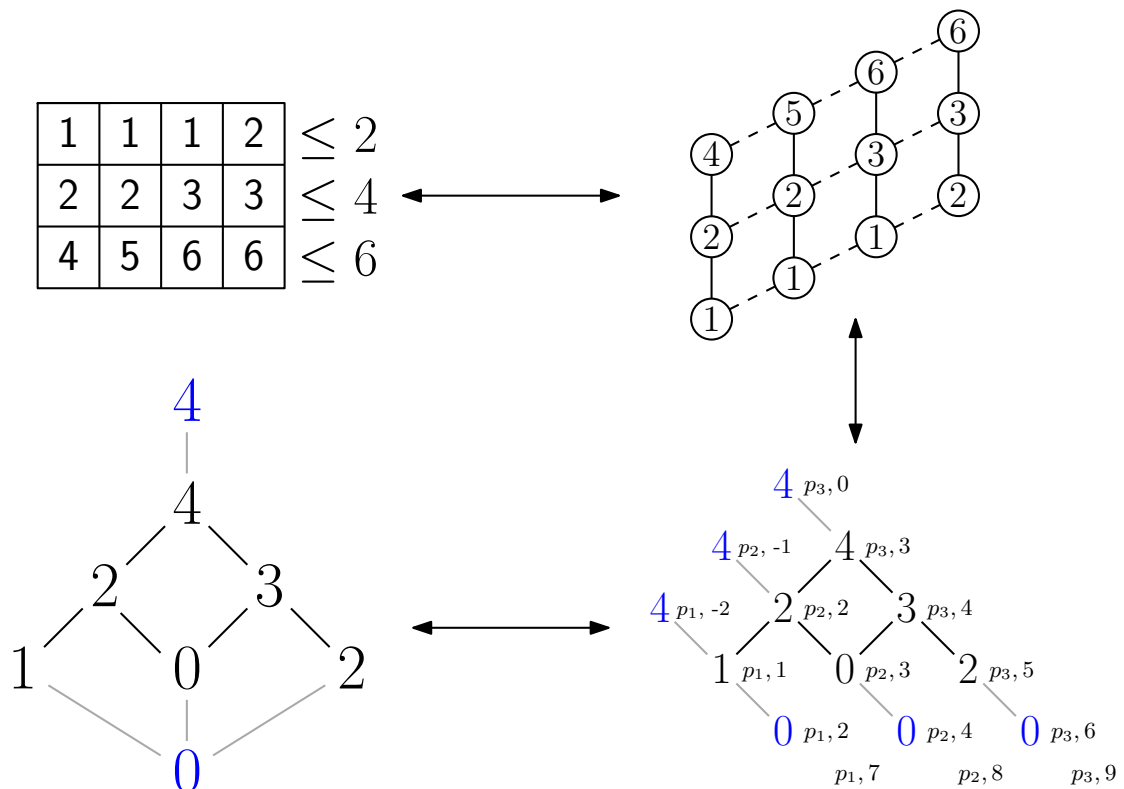 1 1 1 2 ≤ 2
2 2 3 3 ≤ 4
4 5 6 6 ≤ 6
6
6
5
4
3
3
2
2
2
1
1
1
4
4
2 3
1 0 2
0
4 p₃, 0
4 p₂, -1 4 p₃, 3
4 p₁, -2 2 p₂, 2 3 p₃, 4
1 p₁, 1 0 p₂, 3 2 p₃, 5
0 p₁, 2 0 p₂, 4 0 p₃, 6
p₁, 7 p₂, 8 p₃, 9